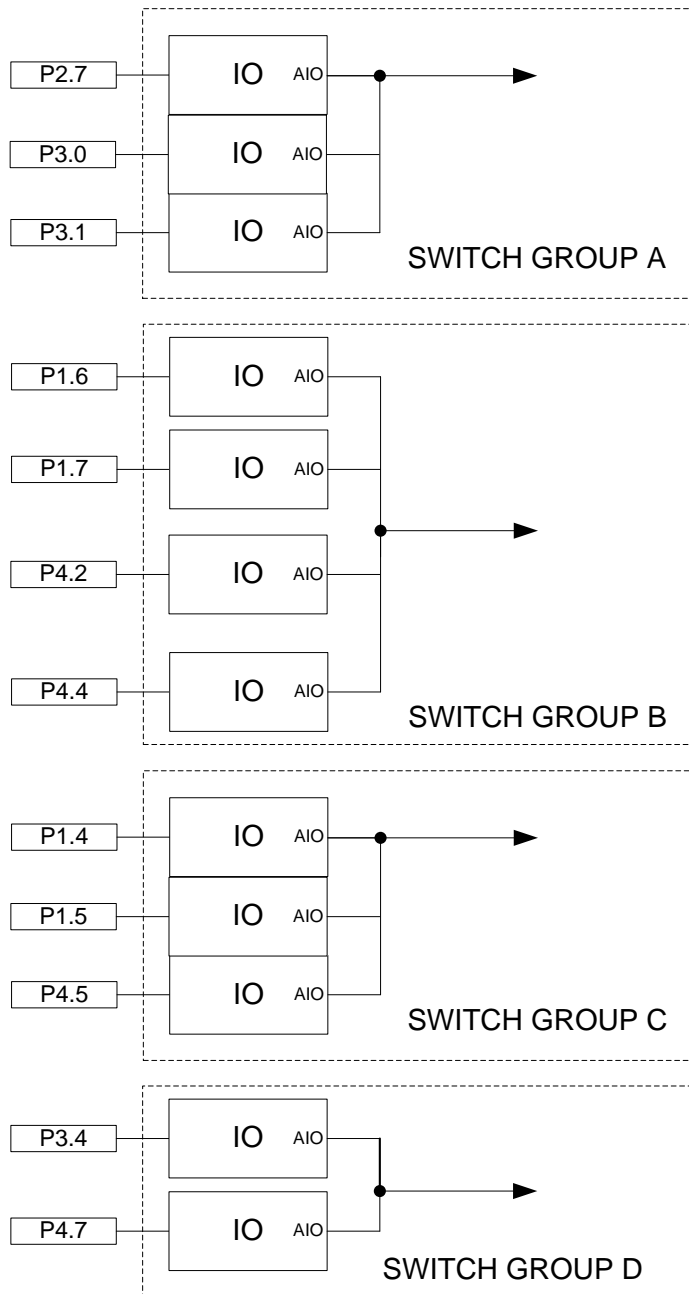 P2.7 IO AIO
P3.0 IO AIO
P3.1 IO AIO
SWITCH GROUP A
P1.6 IO AIO
P1.7 IO AIO
P4.2 IO AIO
P4.4 IO AIO
SWITCH GROUP B
P1.4 IO AIO
P1.5 IO AIO
P4.5 IO AIO
SWITCH GROUP C
P3.4 IO AIO
P4.7 IO AIO
SWITCH GROUP D